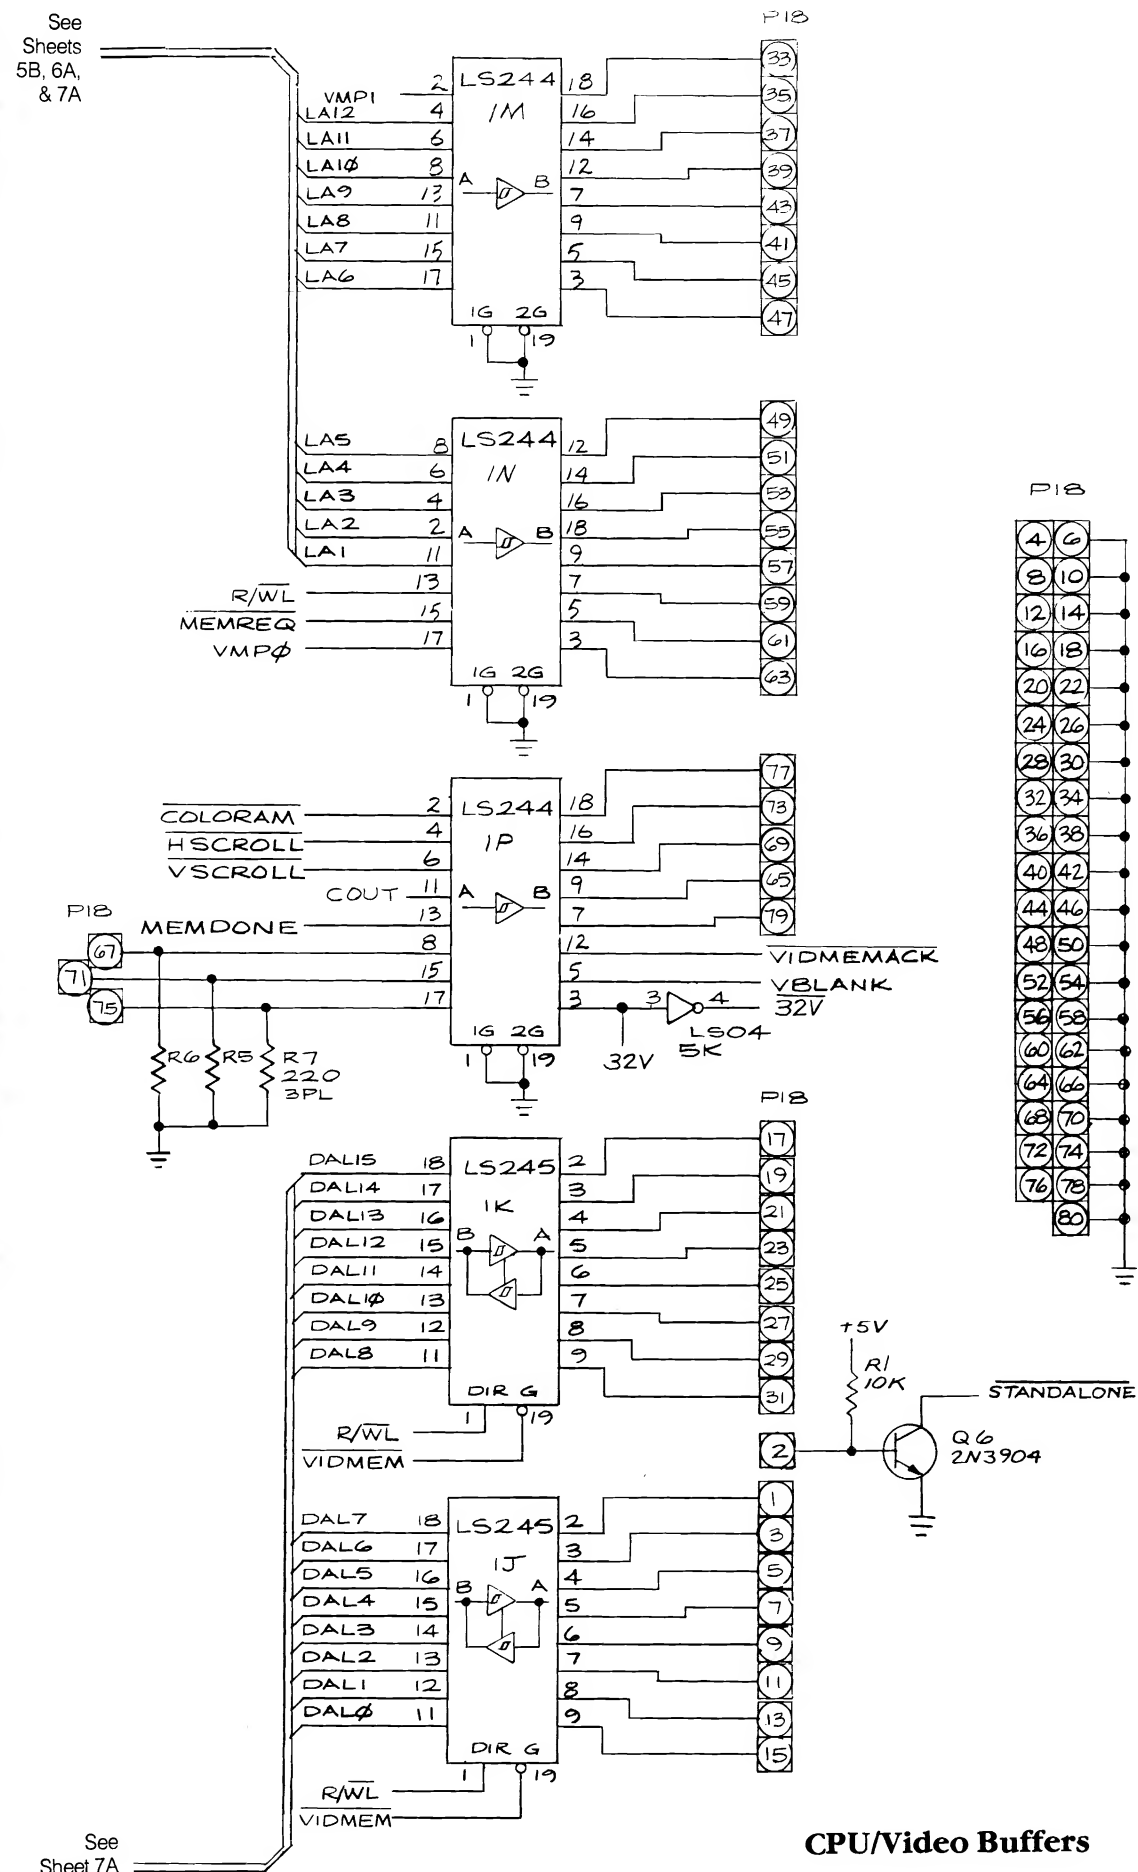 See
Sheets
5B, 6A,
& 7A
P18
VMP1 2 LS244 18 33
LA12 4 1M 16 35
LA11 6 14 37
LA1Ø 8 A B 12 39
LA9 13 7 43
LA8 11 9 41
LA7 15 5 45
LA6 17 3 47
1G 2G
1 19
LA5 8 LS244 12 49
LA4 6 1N 14 51
LA3 4 16 53
LA2 2 A B 18 55
LA1 11 9 57
R/WL 13 7 59
MEMREQ 15 5 61
VMPØ 17 3 63
1G 2G
1 19
COLORAM 2 LS244 18 77
HSCROLL 4 1P 16 73
VSCROLL 6 14 69
COUT 11 A B 9 65
MEMDONE 13 7 79
P18
67 8 12 VIDMEMACK
71 15 5 VBLANK
75 17 3 3 4 32V
LS04
5K
32V
1G 2G
1 19
R6 R5 R7
220
3PL
P18
DAL15 18 LS245 2 17
DAL14 17 1K 3 19
DAL13 16 4 21
DAL12 15 B A 5 23
DAL11 14 6 25
DAL1Ø 13 7 27
DAL9 12 8 29
DAL8 11 9 31
DIR G
R/WL 1 19
VIDMEM
2
+5V
R1
10K
STANDALONE
Q6
2N3904
DAL7 18 LS245 2 1
DAL6 17 1J 3 3
DAL5 16 4 5
DAL4 15 B A 5 7
DAL3 14 6 9
DAL2 13 7 11
DAL1 12 8 13
DALØ 11 9 15
DIR G
R/WL 1 19
VIDMEM
See
Sheet 7A
P18
4 6
8 10
12 14
16 18
20 22
24 26
28 30
32 34
36 38
40 42
44 46
48 50
52 54
56 58
60 62
64 66
68 70
72 74
76 78
80
CPU/Video Buffers